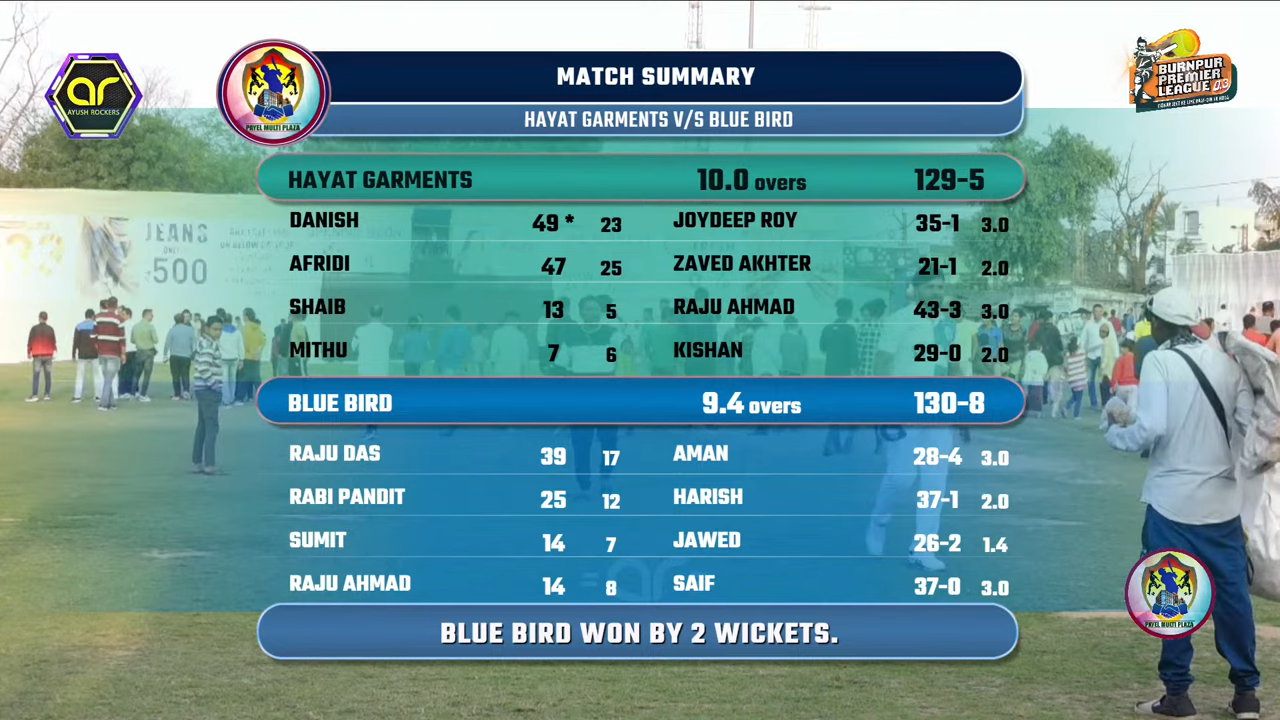 MATCH SUMMARY
HAYAT GARMENTS V/S BLUE BIRD
AYUSH ROCKERS
PAYEL MULTI PLAZA
BURNPUR
PREMIER
LEAGUE
HAYAT GARMENTS 10.0 overs 129-5
DANISH 49 * 23 JOYDEEP ROY 35-1 3.0
AFRIDI 47 25 ZAVED AKHTER 21-1 2.0
SHAIB 13 5 RAJU AHMAD 43-3 3.0
MITHU 7 6 KISHAN 29-0 2.0
JEANS
500
BLUE BIRD 9.4 overs 130-8
RAJU DAS 39 17 AMAN 28-4 3.0
RABI PANDIT 25 12 HARISH 37-1 2.0
SUMIT 14 7 JAWED 26-2 1.4
RAJU AHMAD 14 8 SAIF 37-0 3.0
BLUE BIRD WON BY 2 WICKETS.
PAYEL MULTI PLAZA